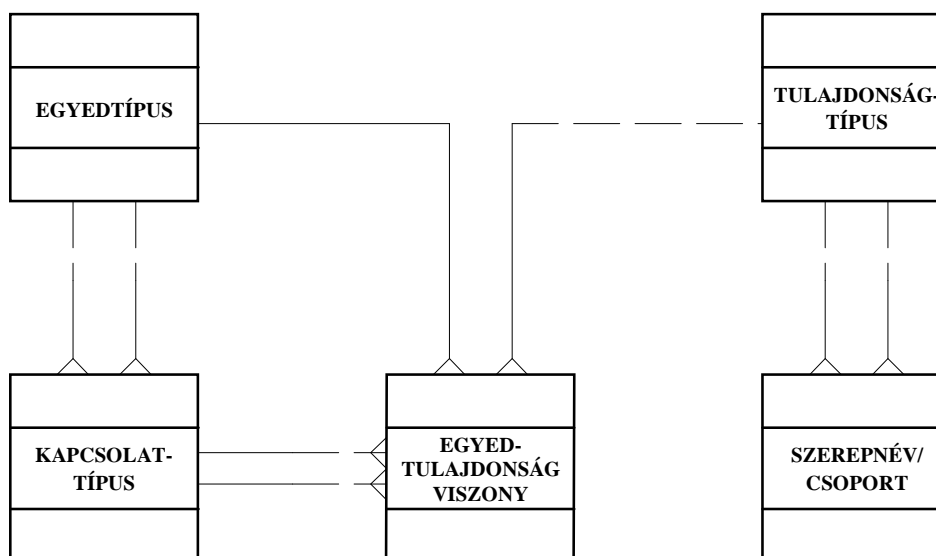 EGYEDTÍPUS
TULAJDONSÁG-
TÍPUS
KAPCSOLAT-
TÍPUS
EGYED-
TULAJDONSÁG
VISZONY
SZEREPNÉV/
CSOPORT